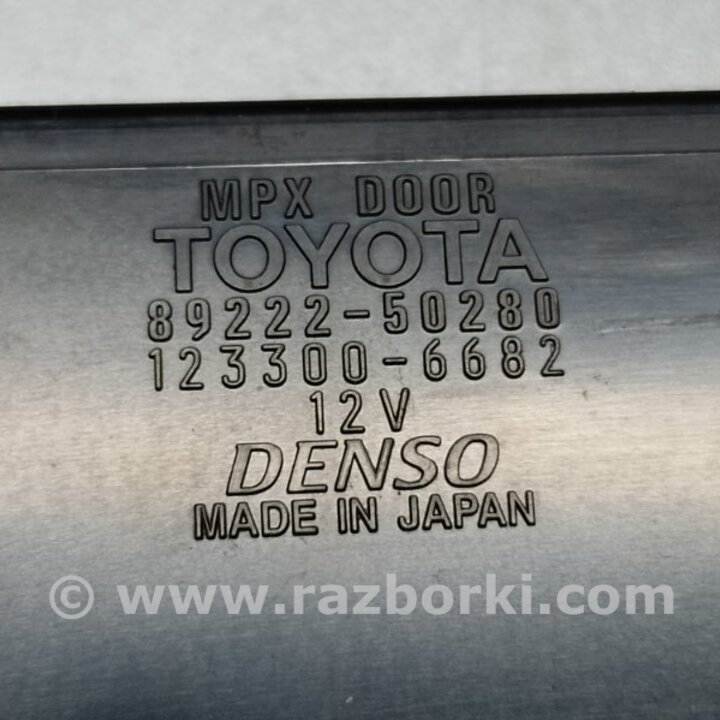 MPX DOOR
TOYOTA
89222-50280
123300-6682
12V
DENSO
MADE IN JAPAN
© www.razborki.com